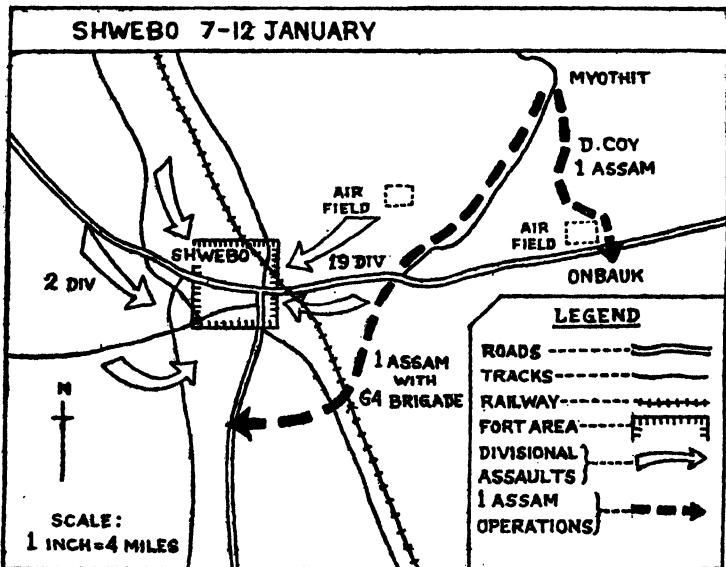 SHWEBO 7-12 JANUARY
MYOTHIT
D.COY
1 ASSAM
AIR
FIELD
AIR
FIELD
SHWEBO
19 DIV
2 DIV
ONBAUK
1 ASSAM
WITH
64 BRIGADE
N
SCALE:
1 INCH=4 MILES
LEGEND
ROADS
TRACKS
RAILWAY
FORT AREA
DIVISIONAL
ASSAULTS
1 ASSAM
OPERATIONS